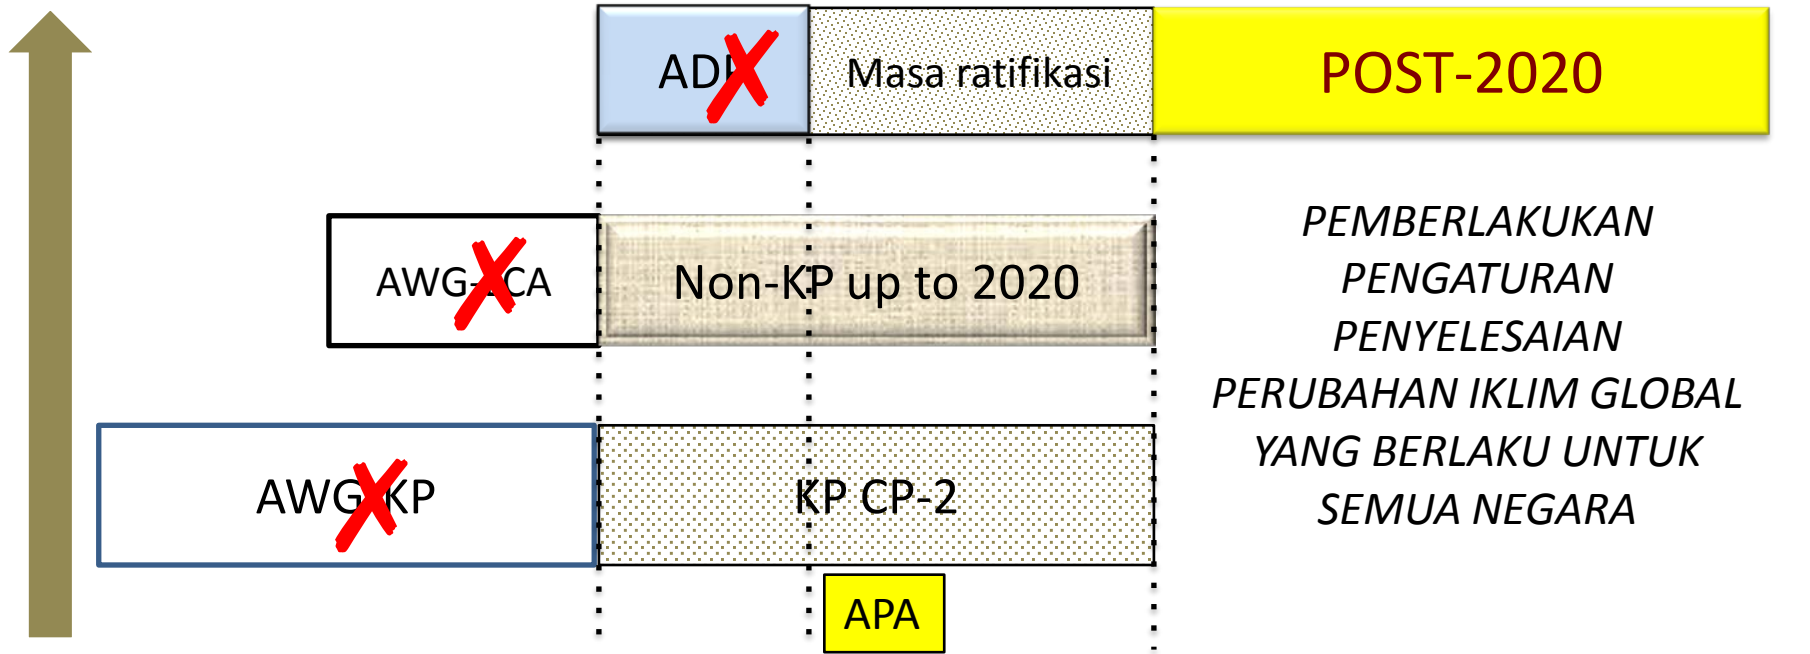 ADP
Masa ratifikasi
POST-2020
AWG-LCA
Non-KP up to 2020
AWG-KP
KP CP-2
APA
PEMBERLAKUKAN
PENGATURAN
PENYELESAIAN
PERUBAHAN IKLIM GLOBAL
YANG BERLAKU UNTUK
SEMUA NEGARA